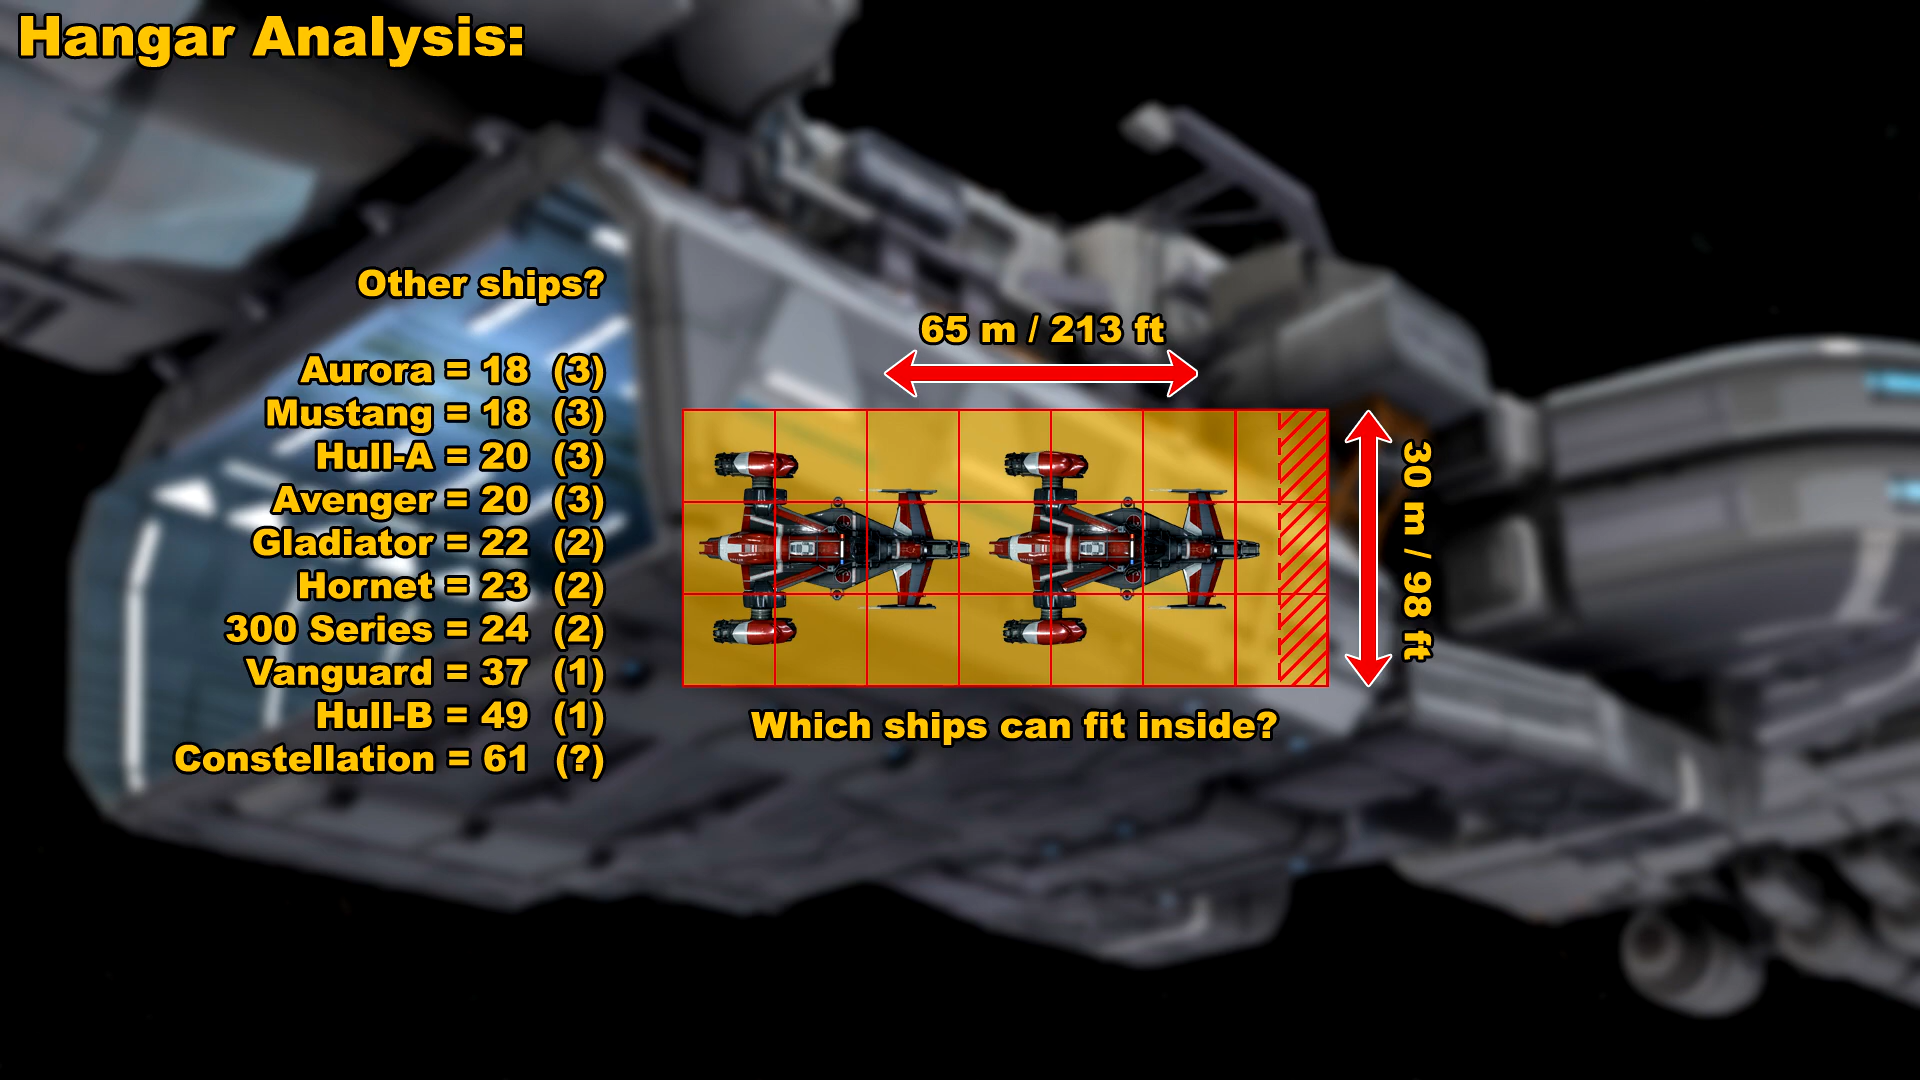 Hangar Analysis:
Other ships?
Aurora = 18 (3)
Mustang = 18 (3)
Hull-A = 20 (3)
Avenger = 20 (3)
Gladiator = 22 (2)
Hornet = 23 (2)
300 Series = 24 (2)
Vanguard = 37 (1)
Hull-B = 49 (1)
Constellation = 61 (?)
65 m / 213 ft
30 m / 98 ft
Which ships can fit inside?